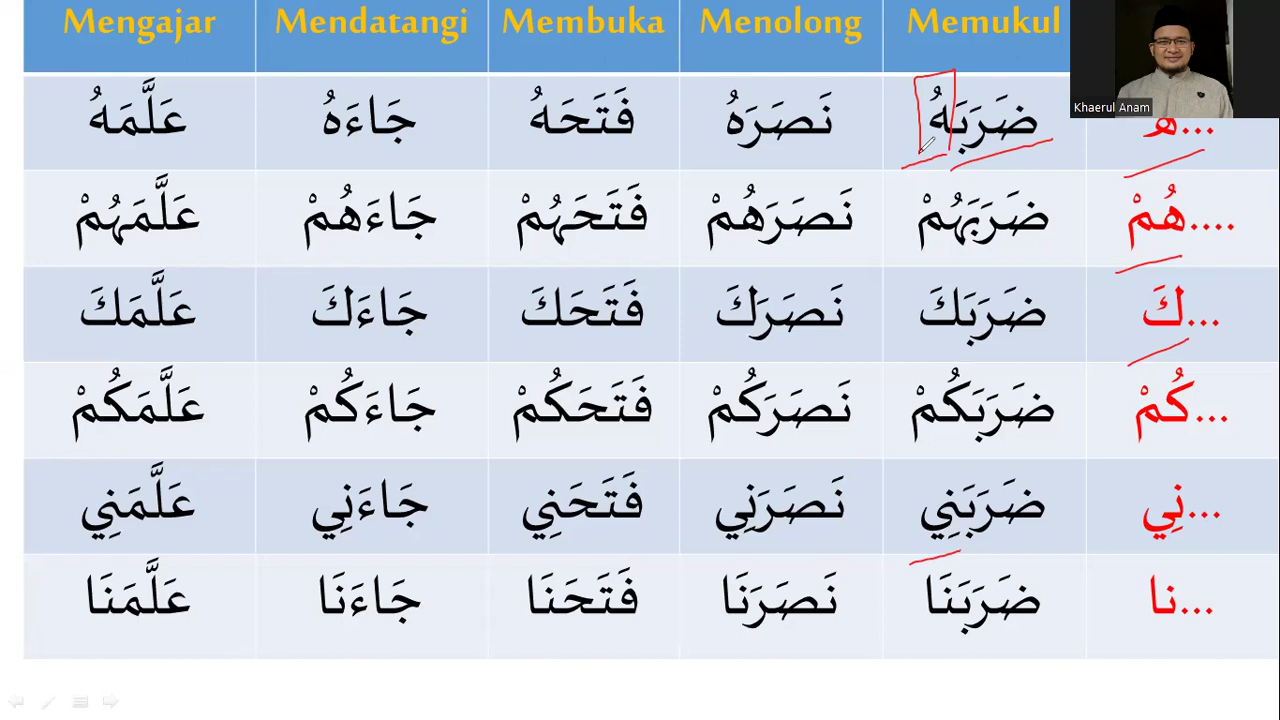 Mengajar Mendatangi Membuka Menolong Memukul
Khaerul Anam
عَلَّمَهُ جَاءَهُ فَتَحَهُ نَصَرَهُ ضَرَبَهُ ...هُ
عَلَّمَهُمْ جَاءَهُمْ فَتَحَهُمْ نَصَرَهُمْ ضَرَبَهُمْ ....هُمْ
عَلَّمَكَ جَاءَكَ فَتَحَكَ نَصَرَكَ ضَرَبَكَ ...كَ
عَلَّمَكُمْ جَاءَكُمْ فَتَحَكُمْ نَصَرَكُمْ ضَرَبَكُمْ ...كُمْ
عَلَّمَنِي جَاءَنِي فَتَحَنِي نَصَرَنِي ضَرَبَنِي ...نِي
عَلَّمَنَا جَاءَنَا فَتَحَنَا نَصَرَنَا ضَرَبَنَا ...نا